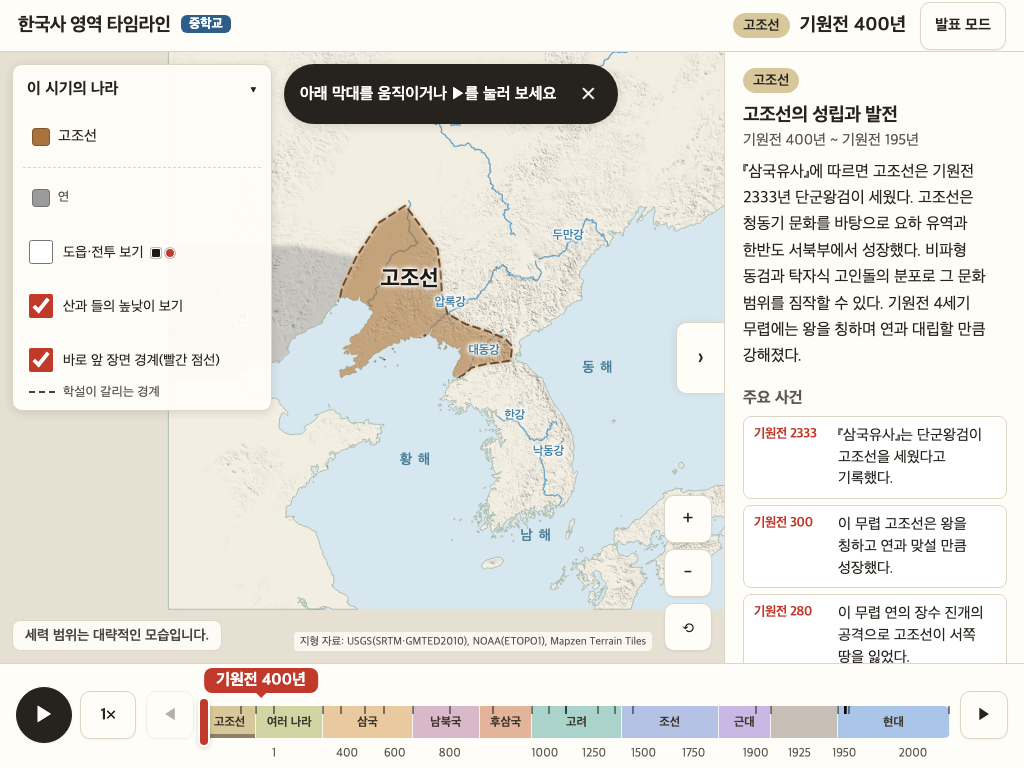 한국사 영역 타임라인 중학교
고조선 기원전 400년 발표 모드
이 시기의 나라 ▾
고조선
연
도읍·전투 보기
산과 들의 높낮이 보기
바로 앞 장면 경계(빨간 점선)
학설이 갈리는 경계
아래 막대를 움직이거나 ▶를 눌러 보세요 ✕
두만강
고조선
압록강
대동강
동 해
한강
낙동강
황 해
남 해
›
+
−
⟲
세력 범위는 대략적인 모습입니다.
지형 자료: USGS(SRTM·GMTED2010), NOAA(ETOPO1), Mapzen Terrain Tiles
고조선
고조선의 성립과 발전
기원전 400년 ~ 기원전 195년
『삼국유사』에 따르면 고조선은 기원전
2333년 단군왕검이 세웠다. 고조선은
청동기 문화를 바탕으로 요하 유역과
한반도 서북부에서 성장했다. 비파형
동검과 탁자식 고인돌의 분포로 그 문화
범위를 짐작할 수 있다. 기원전 4세기
무렵에는 왕을 칭하며 연과 대립할 만큼
강해졌다.
주요 사건
기원전 2333 『삼국유사』는 단군왕검이
고조선을 세웠다고
기록했다.
기원전 300 이 무렵 고조선은 왕을
칭하고 연과 맞설 만큼
성장했다.
기원전 280 이 무렵 연의 장수 진개의
공격으로 고조선이 서쪽
땅을 잃었다.
기원전 400년
▶ 1× ◀ ▶
고조선 여러 나라 삼국 남북국 후삼국 고려 조선 근대 현대
1 400 600 800 1000 1250 1500 1750 1900 1925 1950 2000